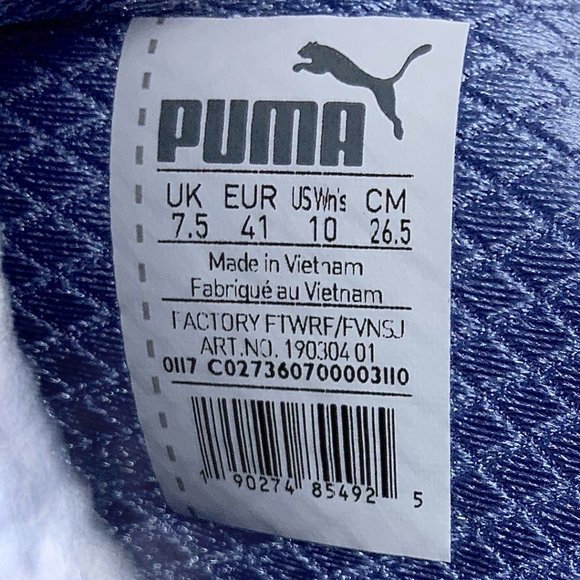 PUMA
UK EUR US Wn's CM
7.5 41 10 26.5
Made in Vietnam
Fabriqué au Vietnam
FACTORY FTWRF/FVNSJ
ART.NO. 190304 01
0117 C027360700003110
1 90274 85492 5